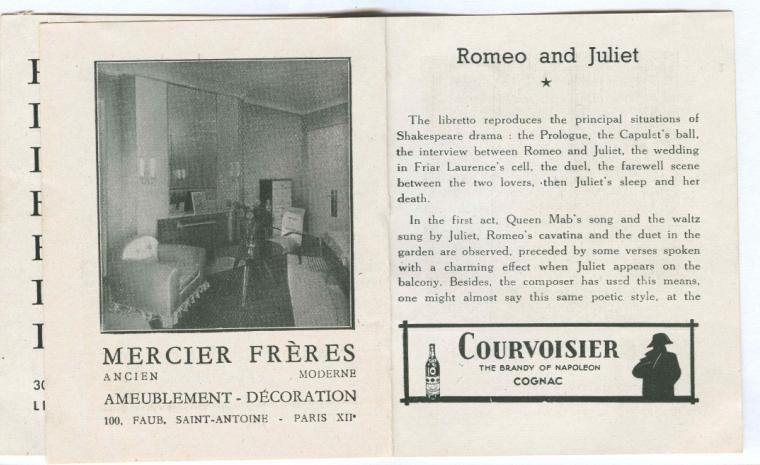 30
MERCIER FRÈRES
ANCIEN MODERNE
AMEUBLEMENT - DÉCORATION
100, FAUB. SAINT-ANTOINE - PARIS XIIe
Romeo and Juliet
★
The libretto reproduces the principal situations of
Shakespeare drama : the Prologue, the Capulet's ball,
the interview between Romeo and Juliet, the wedding
in Friar Laurence's cell, the duel, the farewell scene
between the two lovers, then Juliet's sleep and her
death.
In the first act, Queen Mab's song and the waltz
sung by Juliet, Romeo's cavatina and the duet in the
garden are observed, preceded by some verses spoken
with a charming effect when Juliet appears on the
balcony. Besides, the composer has used this means,
one might almost say this same poetic style, at the
COURVOISIER
THE BRANDY OF NAPOLEON
COGNAC